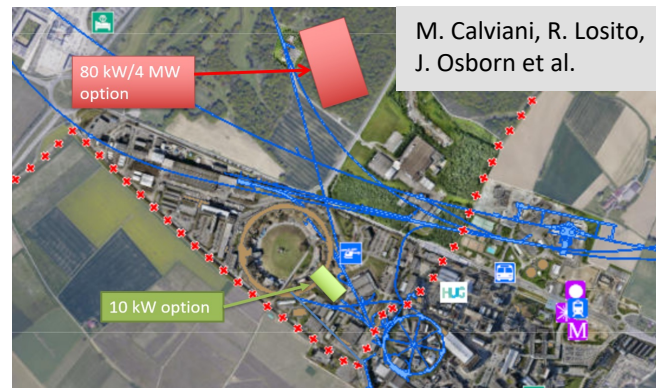 M. Calviani, R. Losito,
J. Osborn et al.
80 kW/4 MW
option
10 kW option
HUG
M